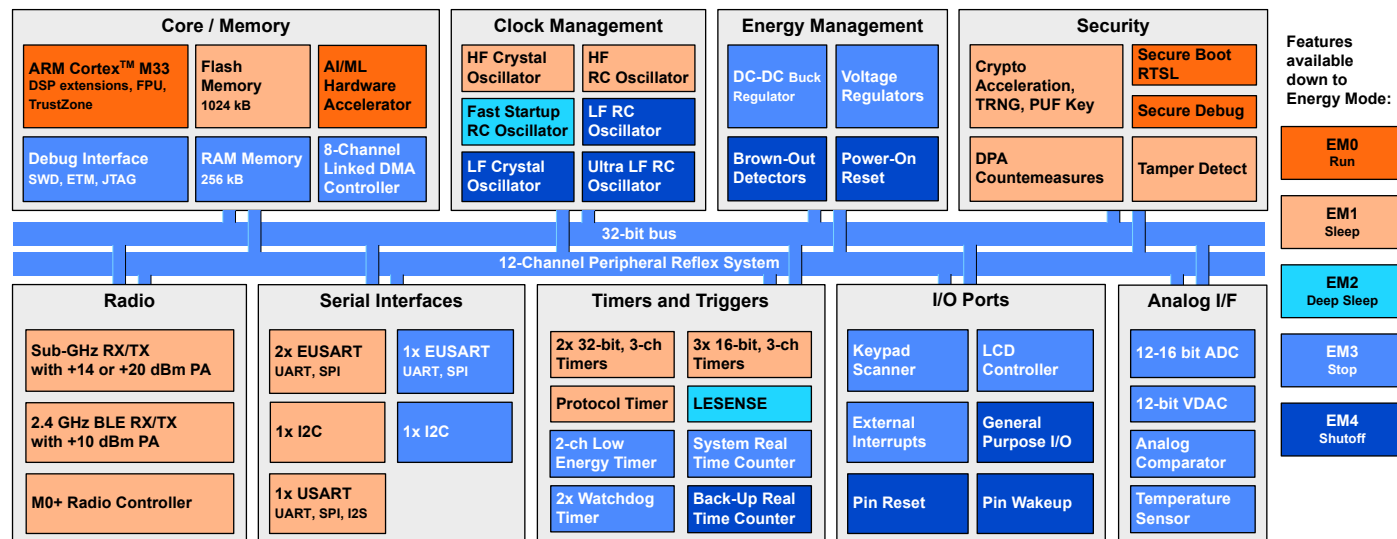 Core / Memory
ARM Cortex™ M33
DSP extensions, FPU,
TrustZone
Flash
Memory
1024 kB
AI/ML
Hardware
Accelerator
Debug Interface
SWD, ETM, JTAG
RAM Memory
256 kB
8-Channel
Linked DMA
Controller
Clock Management
HF Crystal
Oscillator
HF
RC Oscillator
Fast Startup
RC Oscillator
LF RC
Oscillator
LF Crystal
Oscillator
Ultra LF RC
Oscillator
Energy Management
DC-DC Buck
Regulator
Voltage
Regulators
Brown-Out
Detectors
Power-On
Reset
Security
Crypto
Acceleration,
TRNG, PUF Key
Secure Boot
RTSL
Secure Debug
DPA
Countemeasures
Tamper Detect
Features
available
down to
Energy Mode:
EM0
Run
EM1
Sleep
EM2
Deep Sleep
EM3
Stop
EM4
Shutoff
32-bit bus
12-Channel Peripheral Reflex System
Radio
Sub-GHz RX/TX
with +14 or +20 dBm PA
2.4 GHz BLE RX/TX
with +10 dBm PA
M0+ Radio Controller
Serial Interfaces
2x EUSART
UART, SPI
1x EUSART
UART, SPI
1x I2C
1x I2C
1x USART
UART, SPI, I2S
Timers and Triggers
2x 32-bit, 3-ch
Timers
3x 16-bit, 3-ch
Timers
Protocol Timer
LESENSE
2-ch Low
Energy Timer
System Real
Time Counter
2x Watchdog
Timer
Back-Up Real
Time Counter
I/O Ports
Keypad
Scanner
LCD
Controller
External
Interrupts
General
Purpose I/O
Pin Reset
Pin Wakeup
Analog I/F
12-16 bit ADC
12-bit VDAC
Analog
Comparator
Temperature
Sensor